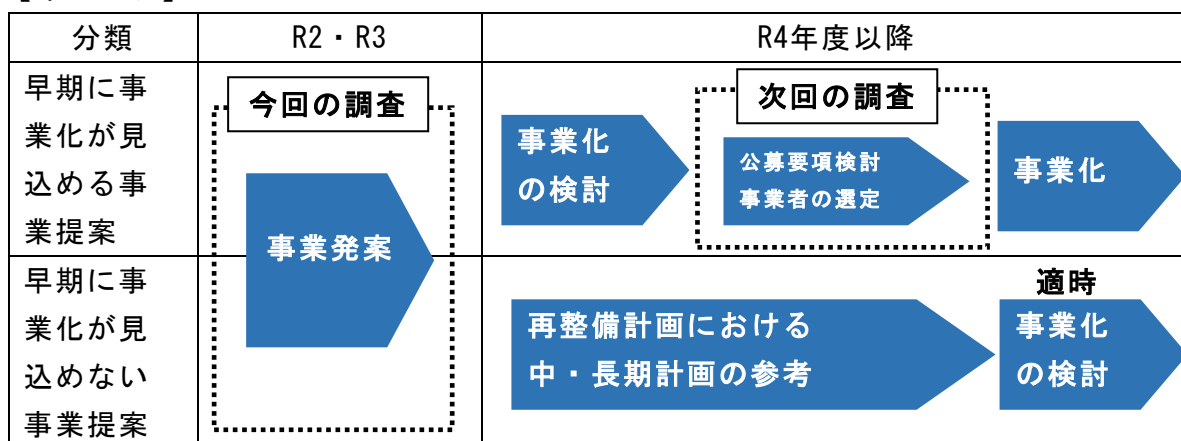 分類
R2・R3
R4年度以降
早期に事
業化が見
込める事
業提案
今回の調査
事業発案
事業化
の検討
次回の調査
公募要項検討
事業者の選定
事業化
早期に事
業化が見
込めない
事業提案
再整備計画における
中・長期計画の参考
適時
事業化
の検討